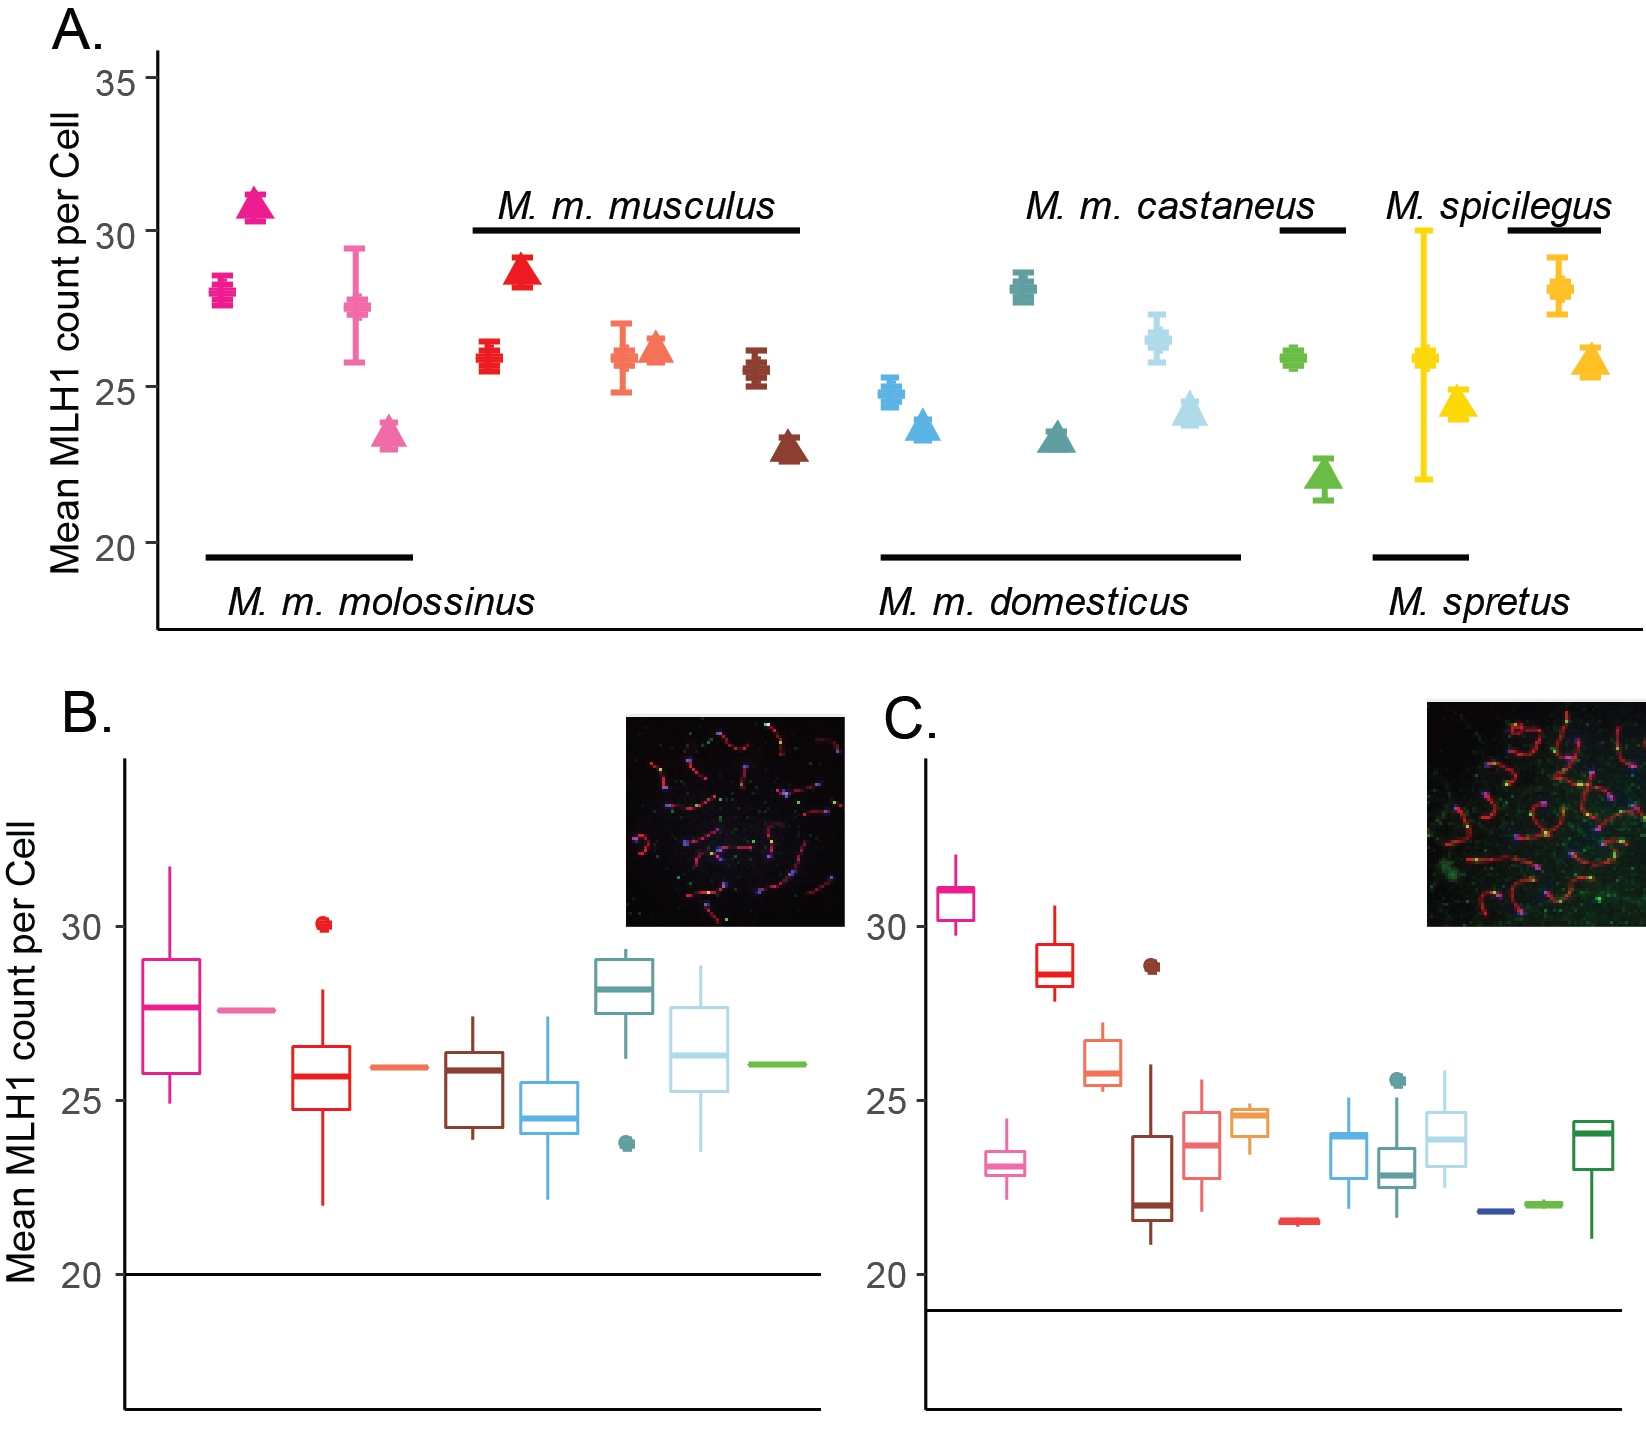 A.
Mean MLH1 count per Cell
35
30
25
20
M. m. musculus
M. m. castaneus
M. spicilegus
M. m. molossinus
M. m. domesticus
M. spretus
B.
Mean MLH1 count per Cell
30
25
20
C.
30
25
20